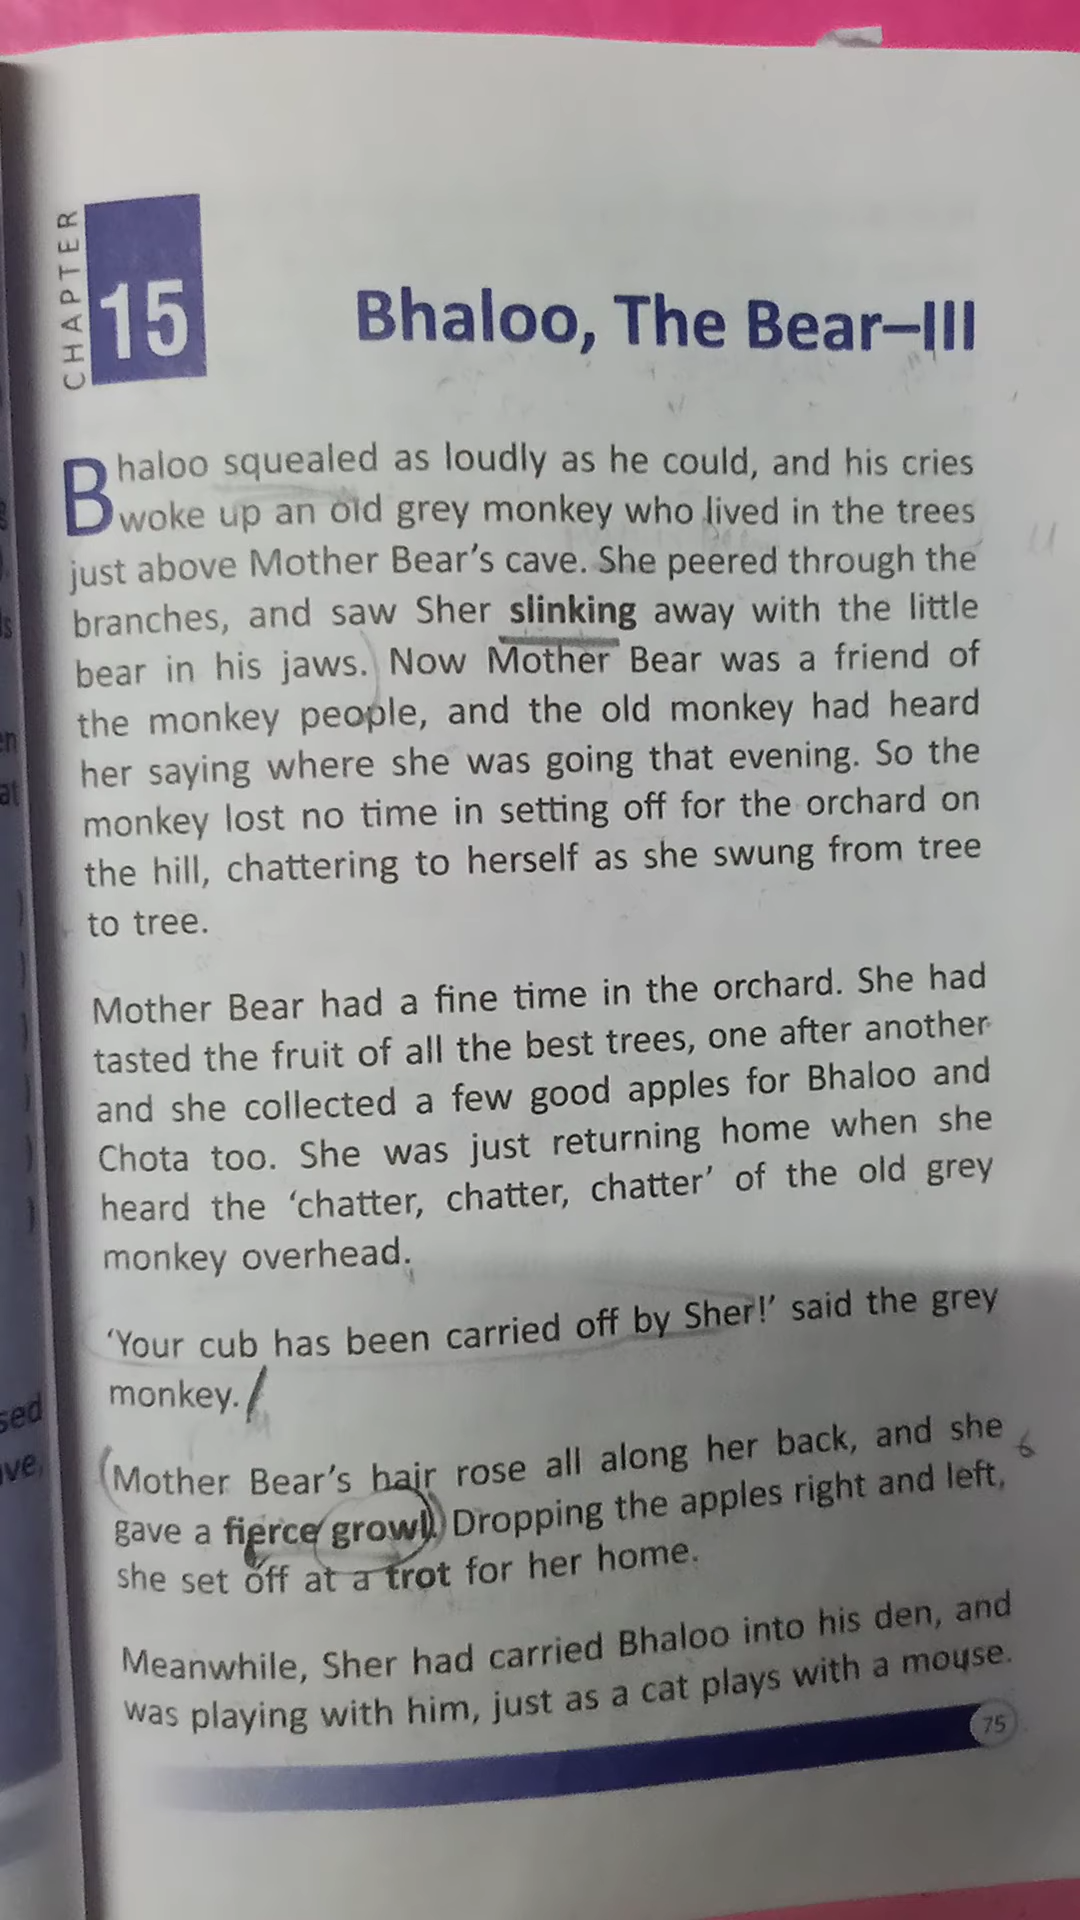 CHAPTER
15
Bhaloo, The Bear–III
Bhaloo squealed as loudly as he could, and his cries
woke up an old grey monkey who lived in the trees
just above Mother Bear's cave. She peered through the
branches, and saw Sher slinking away with the little
bear in his jaws. Now Mother Bear was a friend of
the monkey people, and the old monkey had heard
her saying where she was going that evening. So the
monkey lost no time in setting off for the orchard on
the hill, chattering to herself as she swung from tree
to tree.
Mother Bear had a fine time in the orchard. She had
tasted the fruit of all the best trees, one after another
and she collected a few good apples for Bhaloo and
Chota too. She was just returning home when she
heard the ‘chatter, chatter, chatter’ of the old grey
monkey overhead.
‘Your cub has been carried off by Sher!’ said the grey
monkey.
Mother Bear's hair rose all along her back, and she
gave a fierce growl. Dropping the apples right and left,
she set off at a trot for her home.
Meanwhile, Sher had carried Bhaloo into his den, and
was playing with him, just as a cat plays with a mouse.
75